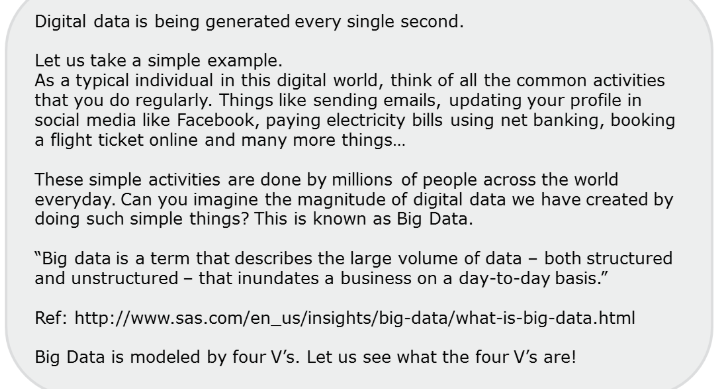 Digital data is being generated every single second.
Let us take a simple example.
As a typical individual in this digital world, think of all the common activities
that you do regularly. Things like sending emails, updating your profile in
social media like Facebook, paying electricity bills using net banking, booking
a flight ticket online and many more things...
These simple activities are done by millions of people across the world
everyday. Can you imagine the magnitude of digital data we have created by
doing such simple things? This is known as Big Data.
“Big data is a term that describes the large volume of data – both structured
and unstructured – that inundates a business on a day-to-day basis.”
Ref: http://www.sas.com/en_us/insights/big-data/what-is-big-data.html
Big Data is modeled by four V’s. Let us see what the four V’s are!